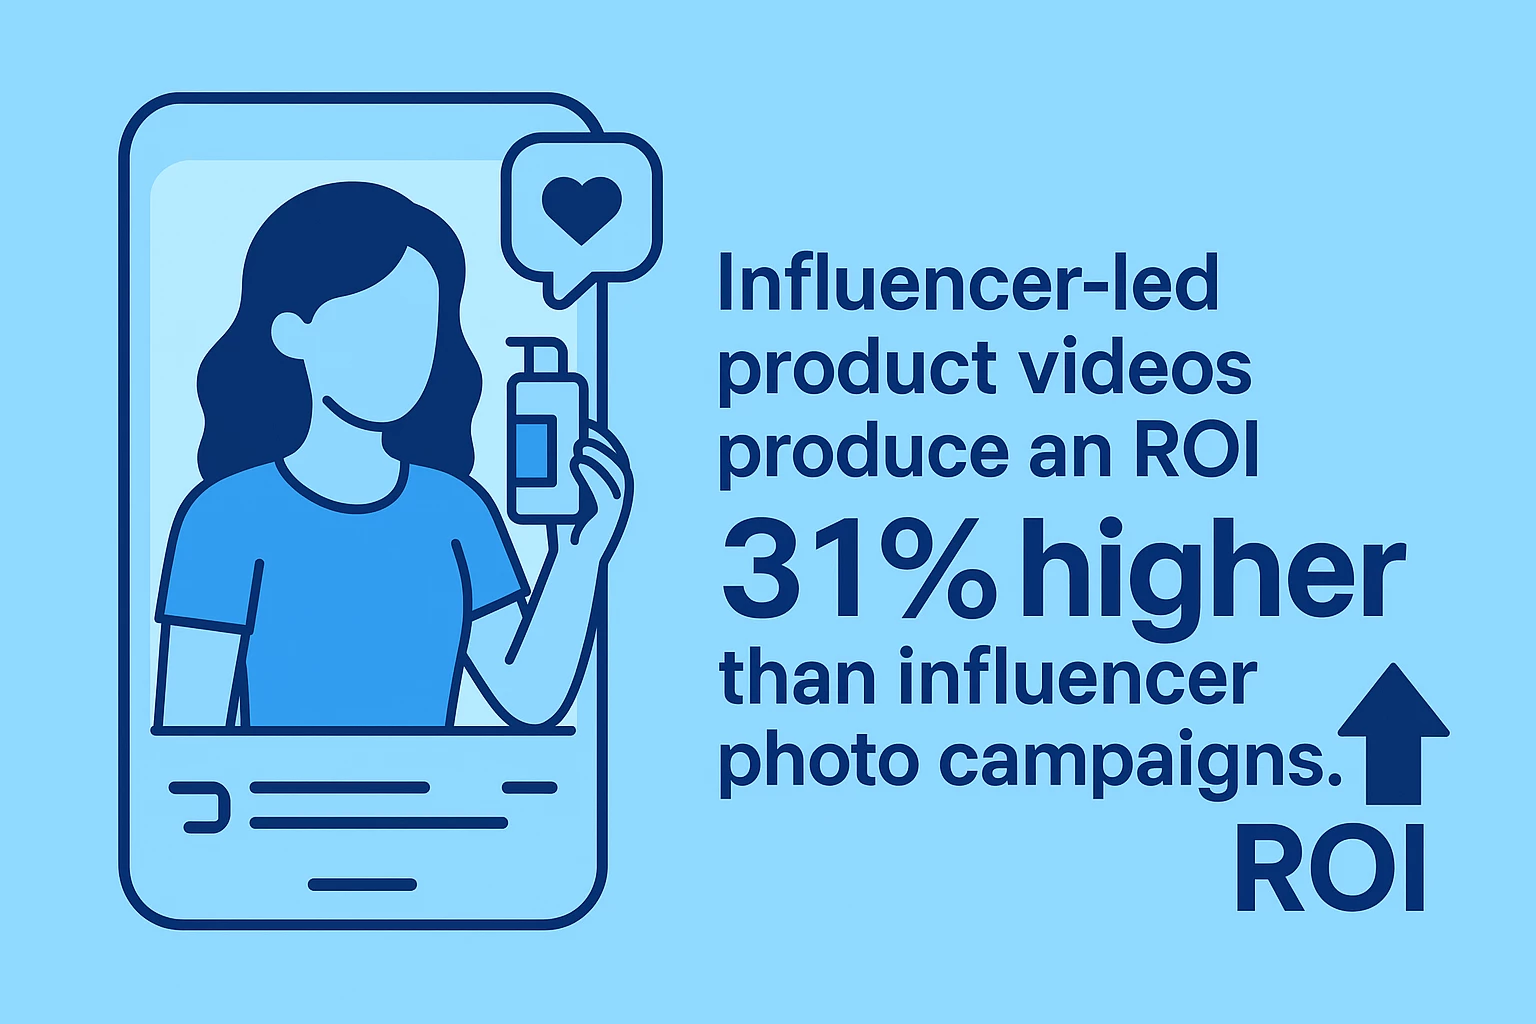 Influencer-led
product videos
produce an ROI
31% higher
than influencer
photo campaigns.
ROI